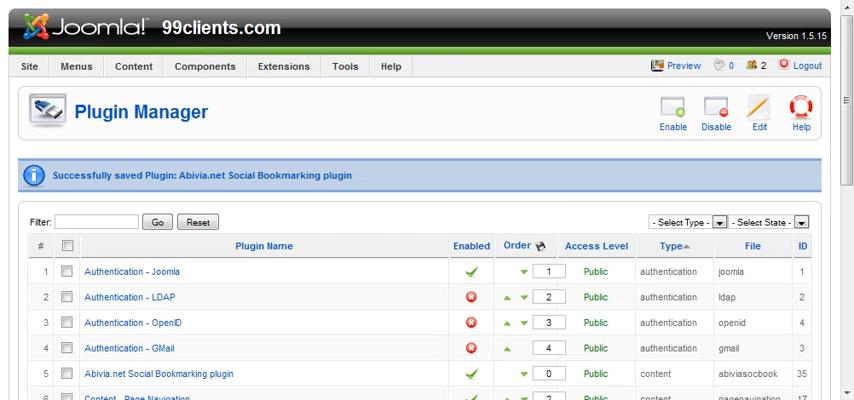 Joomla! 99clients.com
Version 1.5.15
Site Menus Content Components Extensions Tools Help Preview 0 2 Logout
Plugin Manager
Enable Disable Edit Help
Successfully saved Plugin: Abivia.net Social Bookmarking plugin
Filter: Go Reset - Select Type - - Select State -
# Plugin Name Enabled Order Access Level Type File ID
1 Authentication - Joomla 1 Public authentication joomla 1
2 Authentication - LDAP 2 Public authentication ldap 2
3 Authentication - OpenID 3 Public authentication openid 4
4 Authentication - GMail 4 Public authentication gmail 3
5 Abivia.net Social Bookmarking plugin 0 Public content abiviasocbook 35
6 Content - Page Navigation 2 Public content pagenavigation 17